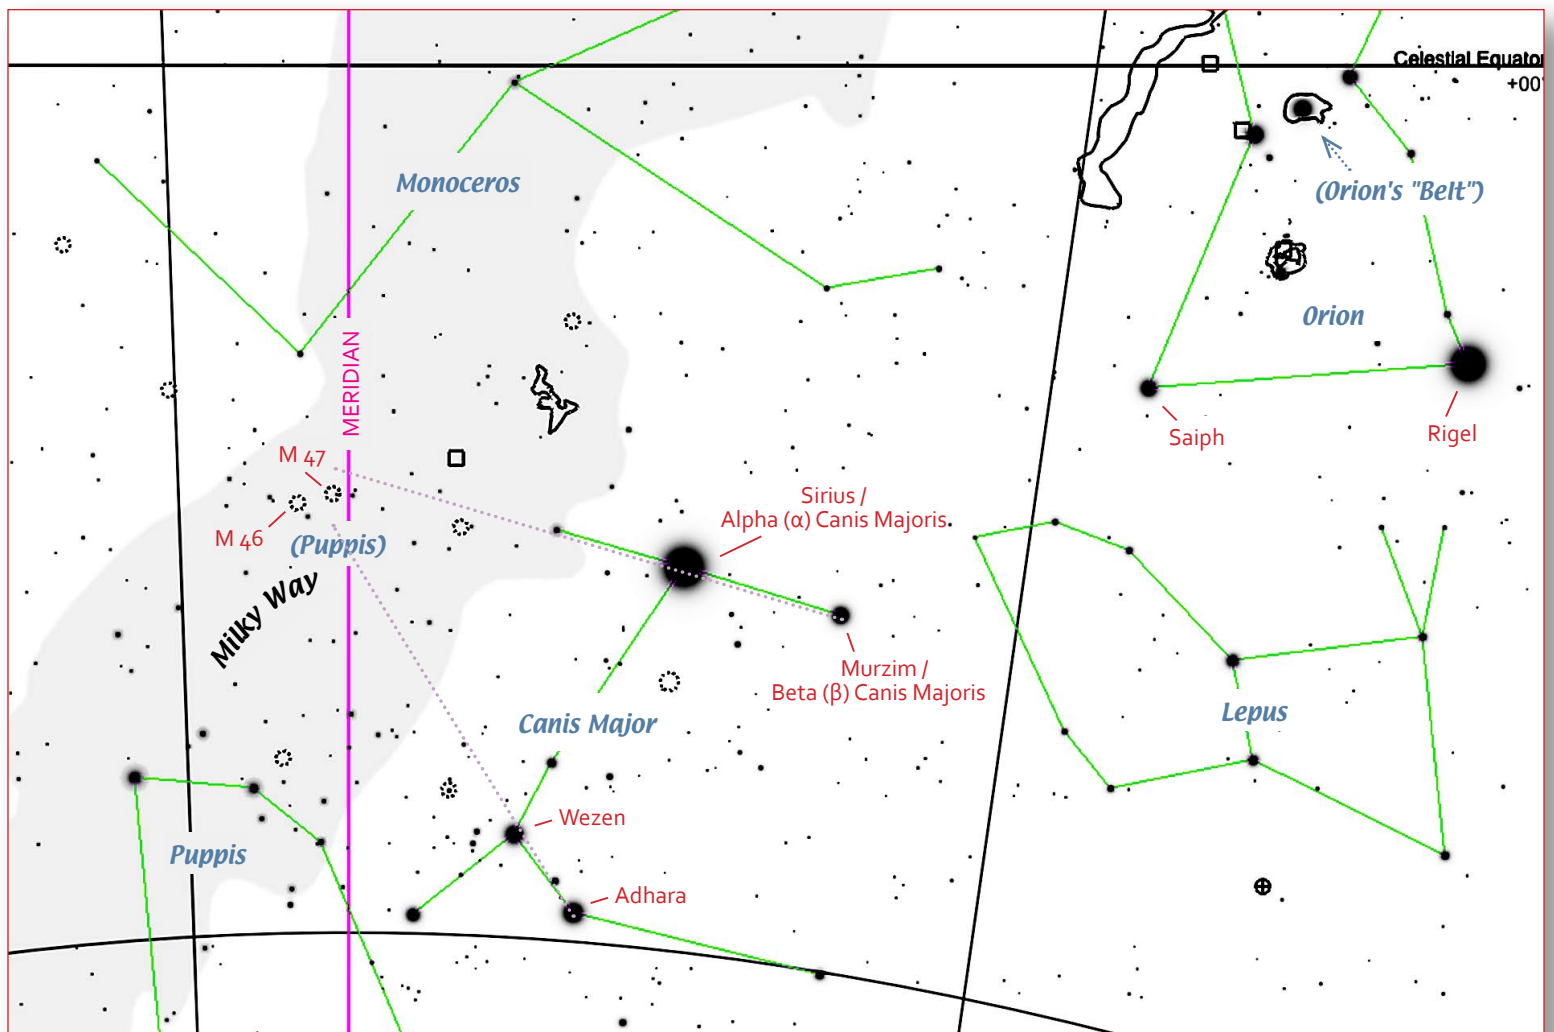 Celestial Equator
+00°
Monoceros
(Orion's "Belt")
Orion
MERIDIAN
Saiph
Rigel
M 47
M 46
(Puppis)
Sirius /
Alpha (α) Canis Majoris
Milky Way
Murzim /
Beta (β) Canis Majoris
Canis Major
Lepus
Wezen
Puppis
Adhara